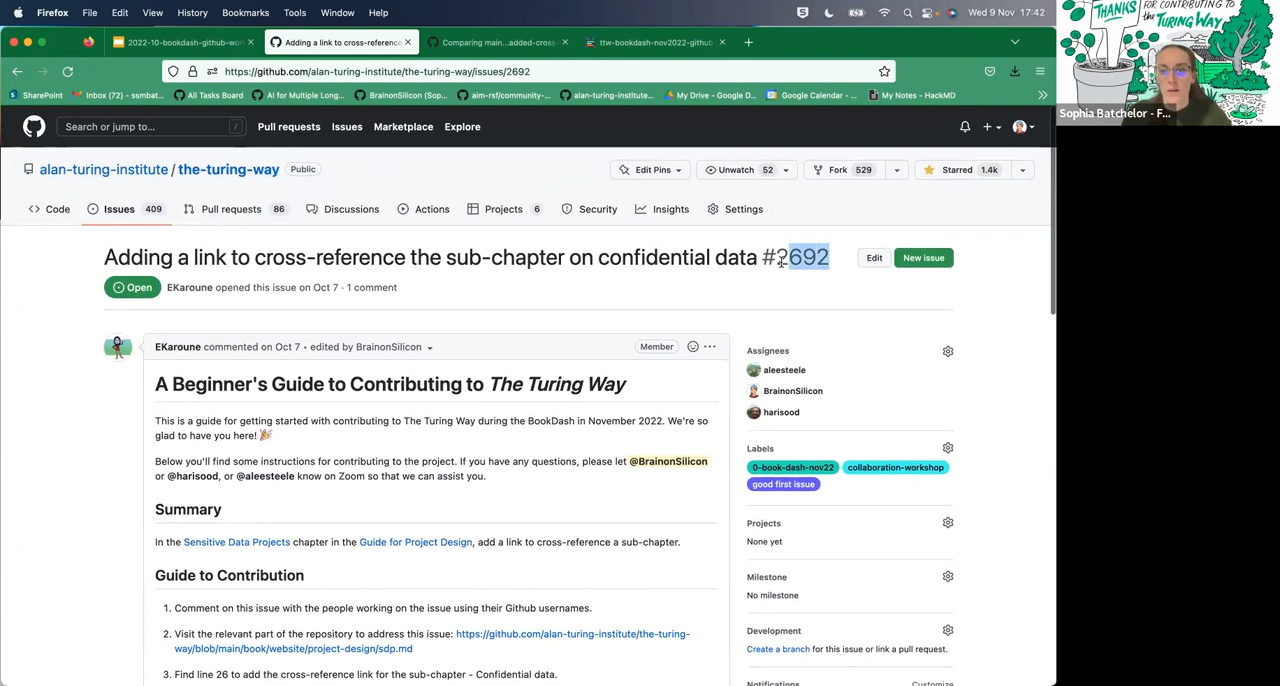 Firefox File Edit View History Bookmarks Tools Window Help Wed 9 Nov 17:42
2022-10-bookdash-github-wor Adding a link to cross-reference Comparing main...added-cross- ttw-bookdash-nov2022-github
https://github.com/alan-turing-institute/the-turing-way/issues/2692
SharePoint Inbox (72) - ssmbat... All Tasks Board AI for Multiple Long... BrainonSilicon (Sop... aim-rsf/community-... alan-turing-institute... My Drive - Google D... Google Calendar - ... My Notes - HackMD
Search or jump to... / Pull requests Issues Marketplace Explore
alan-turing-institute / the-turing-way Public Edit Pins Unwatch 52 Fork 529 Starred 1.4k
Code Issues 409 Pull requests 86 Discussions Actions Projects 6 Security Insights Settings
Adding a link to cross-reference the sub-chapter on confidential data #2692 Edit New issue
Open EKaroune opened this issue on Oct 7 · 1 comment
EKaroune commented on Oct 7 • edited by BrainonSilicon Member
A Beginner's Guide to Contributing to The Turing Way
This is a guide for getting started with contributing to The Turing Way during the BookDash in November 2022. We're so
glad to have you here!
Below you'll find some instructions for contributing to the project. If you have any questions, please let @BrainonSilicon
or @harisood, or @aleesteele know on Zoom so that we can assist you.
Summary
In the Sensitive Data Projects chapter in the Guide for Project Design, add a link to cross-reference a sub-chapter.
Guide to Contribution
1. Comment on this issue with the people working on the issue using their Github usernames.
2. Visit the relevant part of the repository to address this issue: https://github.com/alan-turing-institute/the-turing-
way/blob/main/book/website/project-design/sdp.md
3. Find line 26 to add the cross-reference link for the sub-chapter - Confidential data.
Assignees
aleesteele
BrainonSilicon
harisood
Labels
0-book-dash-nov22 collaboration-workshop
good first issue
Projects
None yet
Milestone
No milestone
Development
Create a branch for this issue or link a pull request.
Notifications Customize
THANKS FOR CONTRIBUTING
to THE TURING WAY
Sophia Batchelor - F...